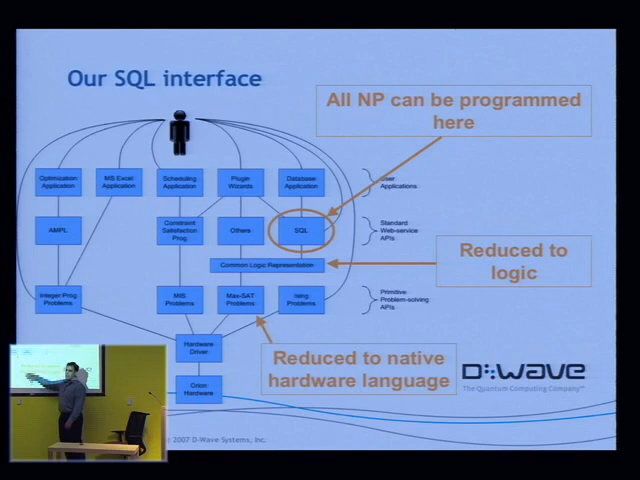 Our SQL interface
All NP can be programmed
here
Optimization
Application
MS Excel
Application
Scheduling
Application
Plugin
Wizards
Database
Application
User
Applications
AMPL
Constraint
Satisfaction
Prog.
Others
SQL
Standard
Web-service
APIs
Common Logic Representation
Reduced to
logic
Integer Prog
Problems
MIS
Problems
Max-SAT
Problems
Ising
Problems
Primitive
Problem-solving
APIs
Hardware
Driver
Reduced to native
hardware language
Orion
Hardware
D:wave
The Quantum Computing Company™
2007 D-Wave Systems, Inc.